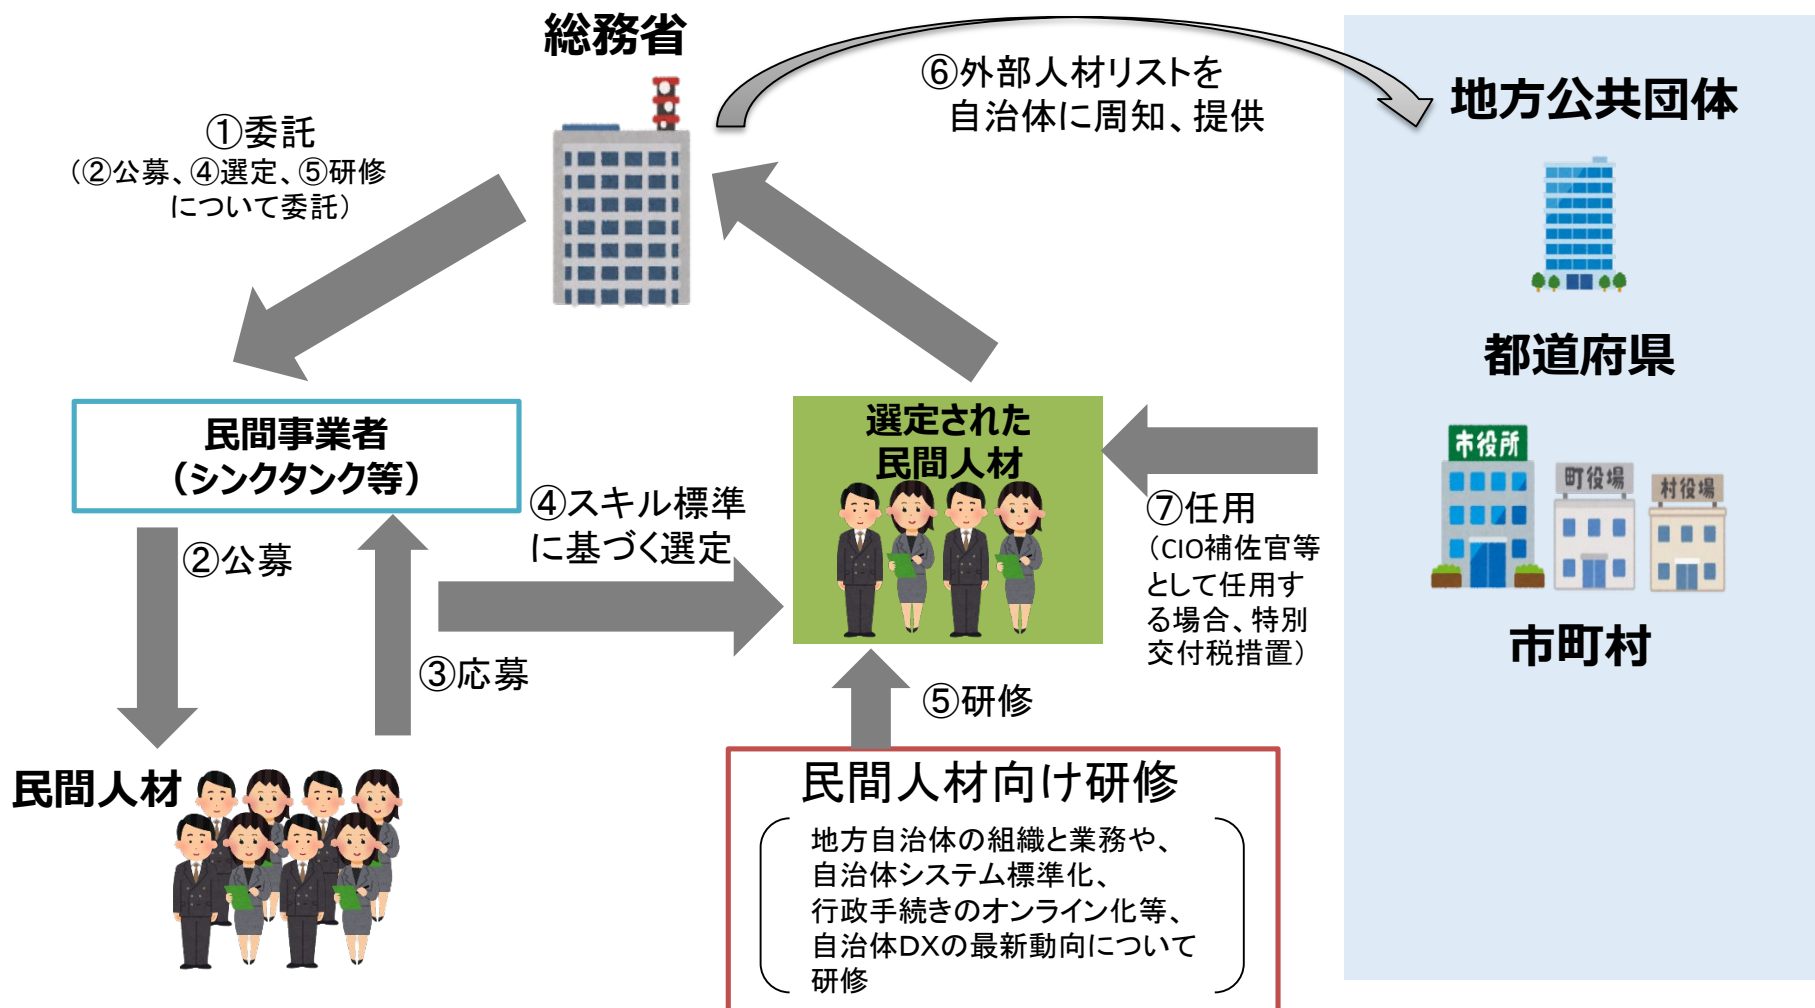 総務省
①委託
（②公募、④選定、⑤研修
について委託）
⑥外部人材リストを
自治体に周知、提供
地方公共団体
都道府県
市役所
町役場
村役場
市町村
民間事業者
（シンクタンク等）
②公募
③応募
④スキル標準
に基づく選定
選定された
民間人材
⑦任用
（CIO補佐官等
として任用す
る場合、特別
交付税措置）
⑤研修
民間人材
民間人材向け研修
地方自治体の組織と業務や、
自治体システム標準化、
行政手続きのオンライン化等、
自治体DXの最新動向について
研修